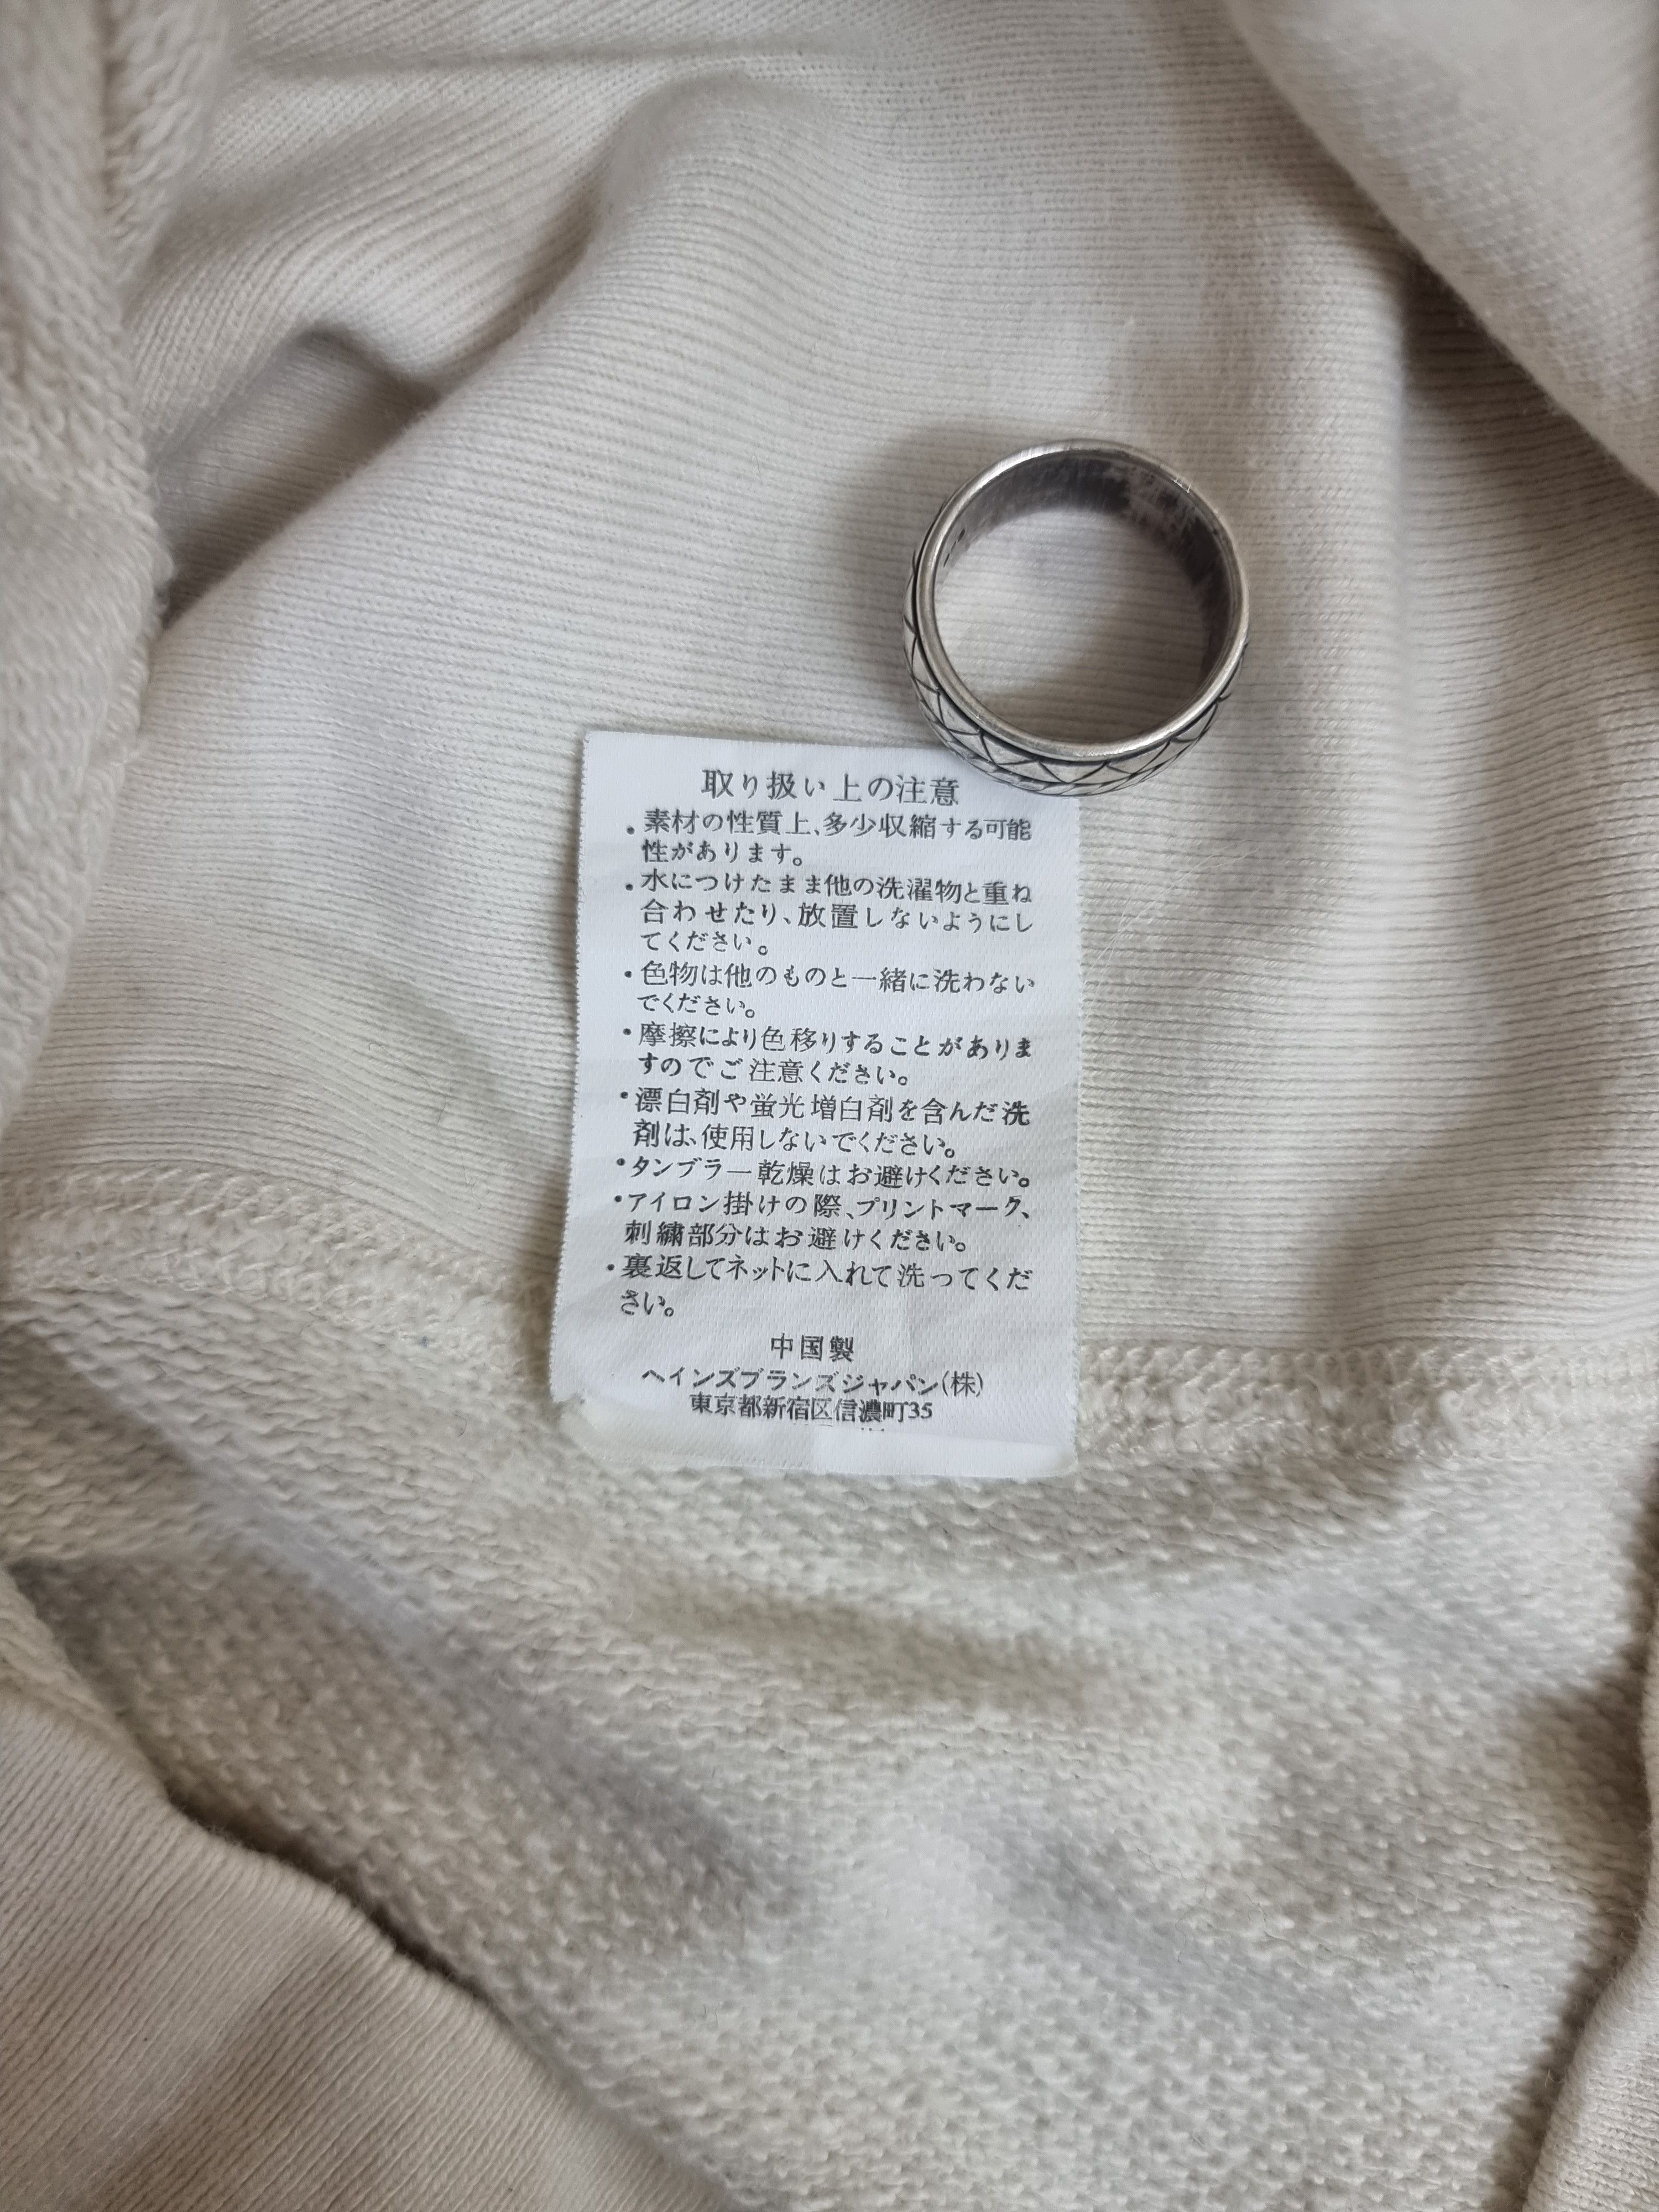 取り扱い上の注意
・素材の性質上、多少収縮する可能
性があります。
・水につけたまま他の洗濯物と重ね
合わせたり、放置しないようにし
てください。
・色物は他のものと一緒に洗わない
でください。
・摩擦により色移りすることがありま
すのでご注意ください。
・漂白剤や蛍光増白剤を含んだ洗
剤は、使用しないでください。
・タンブラー乾燥はお避けください。
・アイロン掛けの際、プリントマーク、
刺繍部分はお避けください。
・裏返してネットに入れて洗ってくだ
さい。
中国製
ヘインズブランズジャパン(株)
東京都新宿区信濃町35